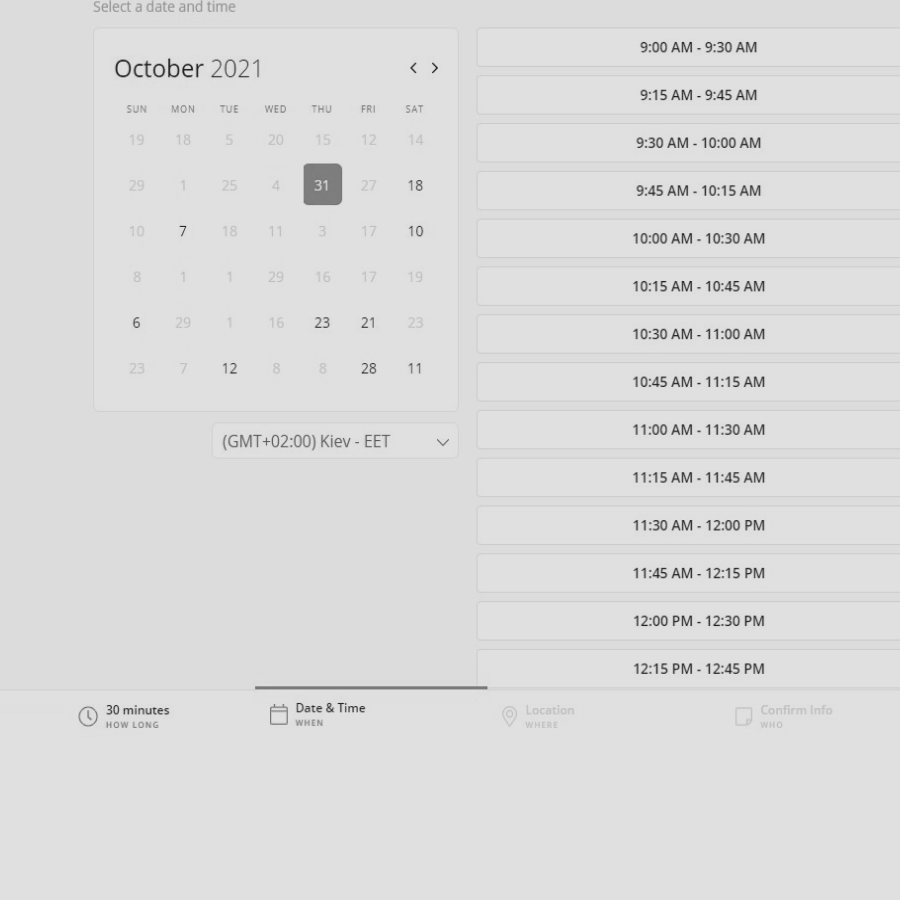 Select a date and time
October 2021
SUN MON TUE WED THU FRI SAT
19 18 5 20 15 12 14
29 1 25 4 31 27 18
10 7 18 11 3 17 10
8 1 1 29 16 17 19
6 29 1 16 23 21 23
23 7 12 8 8 28 11
(GMT+02:00) Kiev - EET
9:00 AM - 9:30 AM
9:15 AM - 9:45 AM
9:30 AM - 10:00 AM
9:45 AM - 10:15 AM
10:00 AM - 10:30 AM
10:15 AM - 10:45 AM
10:30 AM - 11:00 AM
10:45 AM - 11:15 AM
11:00 AM - 11:30 AM
11:15 AM - 11:45 AM
11:30 AM - 12:00 PM
11:45 AM - 12:15 PM
12:00 PM - 12:30 PM
12:15 PM - 12:45 PM
30 minutes
HOW LONG
Date & Time
WHEN
Location
WHERE
Confirm Info
WHO